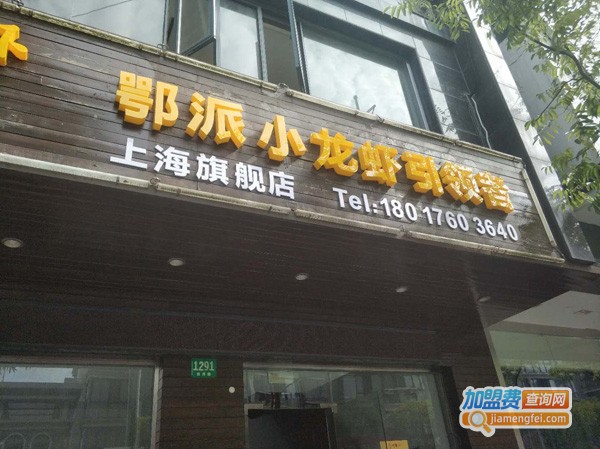 鄂派小龙虾引领者
上海旗舰店 Tel:180 1760 3640
1291
加盟费查询网
jiamengfei.com